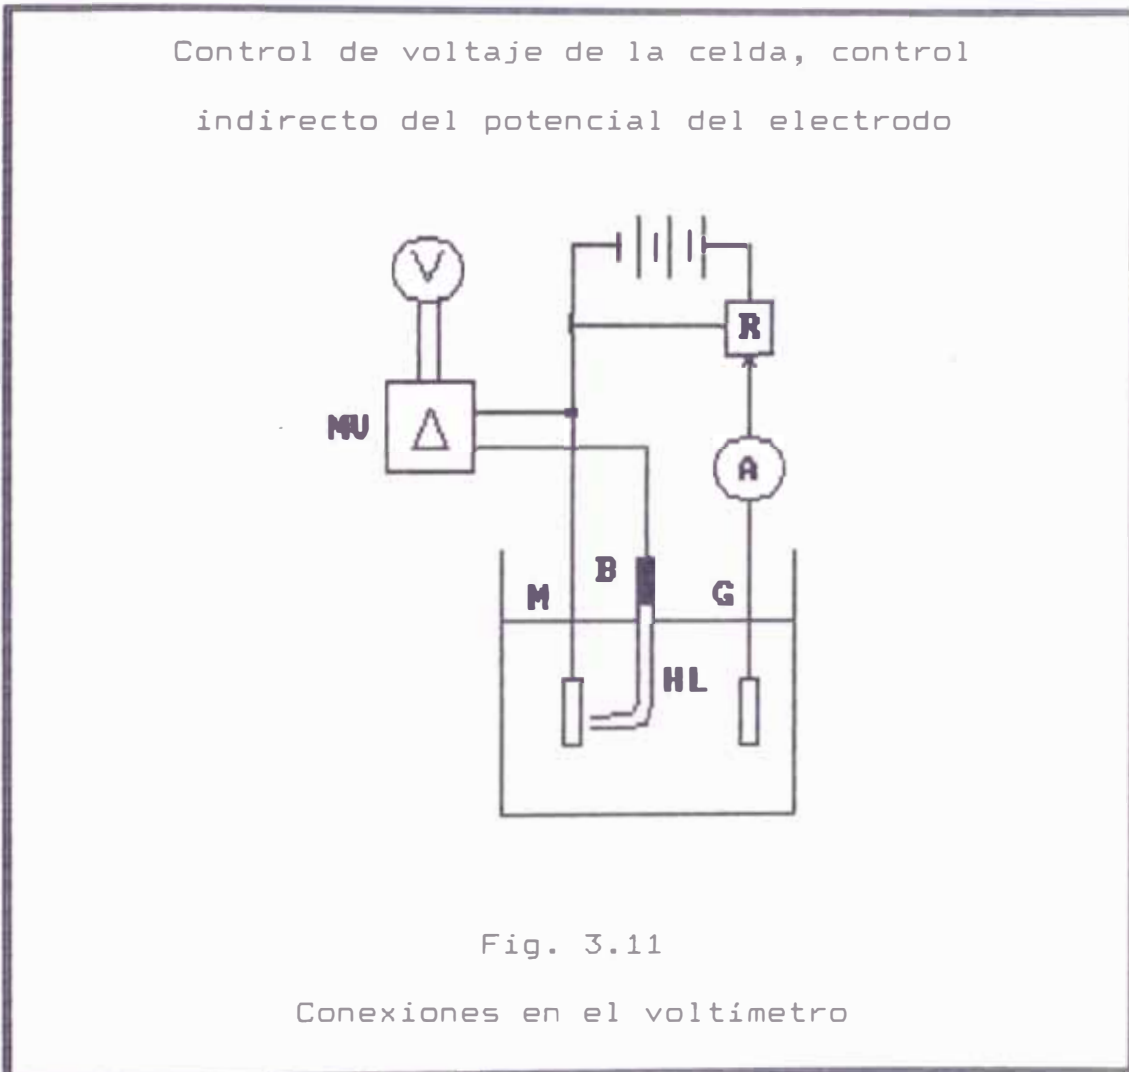 Control de voltaje de la celda, control
indirecto del potencial del electrodo
V
R
MV
Δ
A
B
M
G
HL
Fig. 3.11
Conexiones en el voltímetro